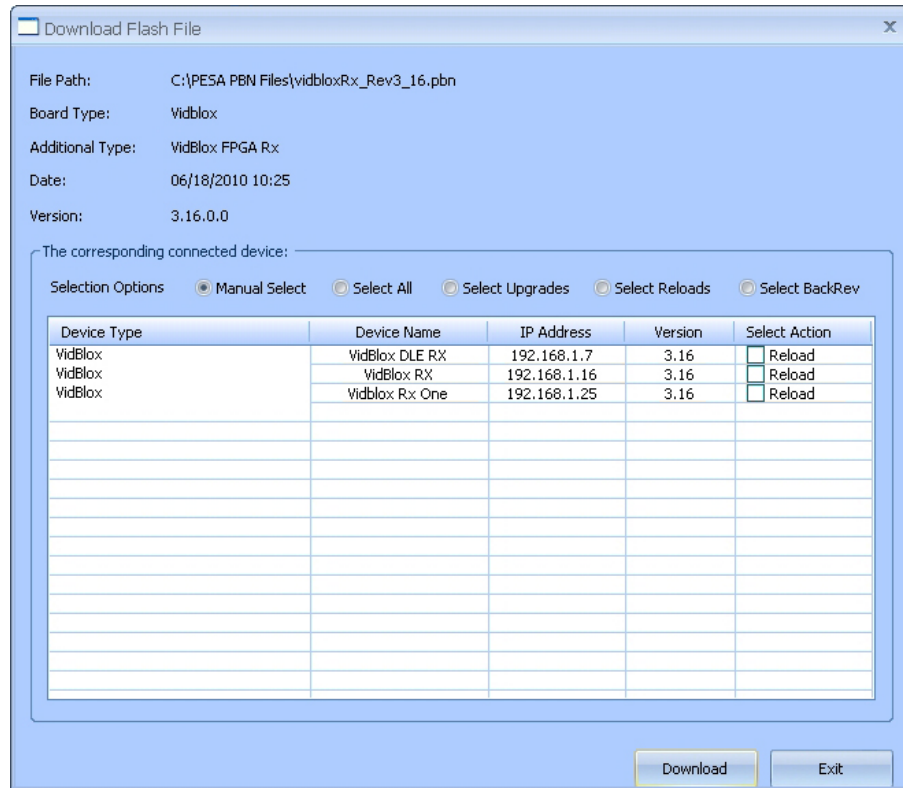 Download Flash File X
File Path: C:\PESA PBN Files\vidbloxRx_Rev3_16.pbn
Board Type: Vidblox
Additional Type: VidBlox FPGA Rx
Date: 06/18/2010 10:25
Version: 3.16.0.0
The corresponding connected device:
Selection Options Manual Select Select All Select Upgrades Select Reloads Select BackRev
Device Type Device Name IP Address Version Select Action
VidBlox VidBlox DLE RX 192.168.1.7 3.16 Reload
VidBlox VidBlox RX 192.168.1.16 3.16 Reload
VidBlox Vidblox Rx One 192.168.1.25 3.16 Reload
Download Exit